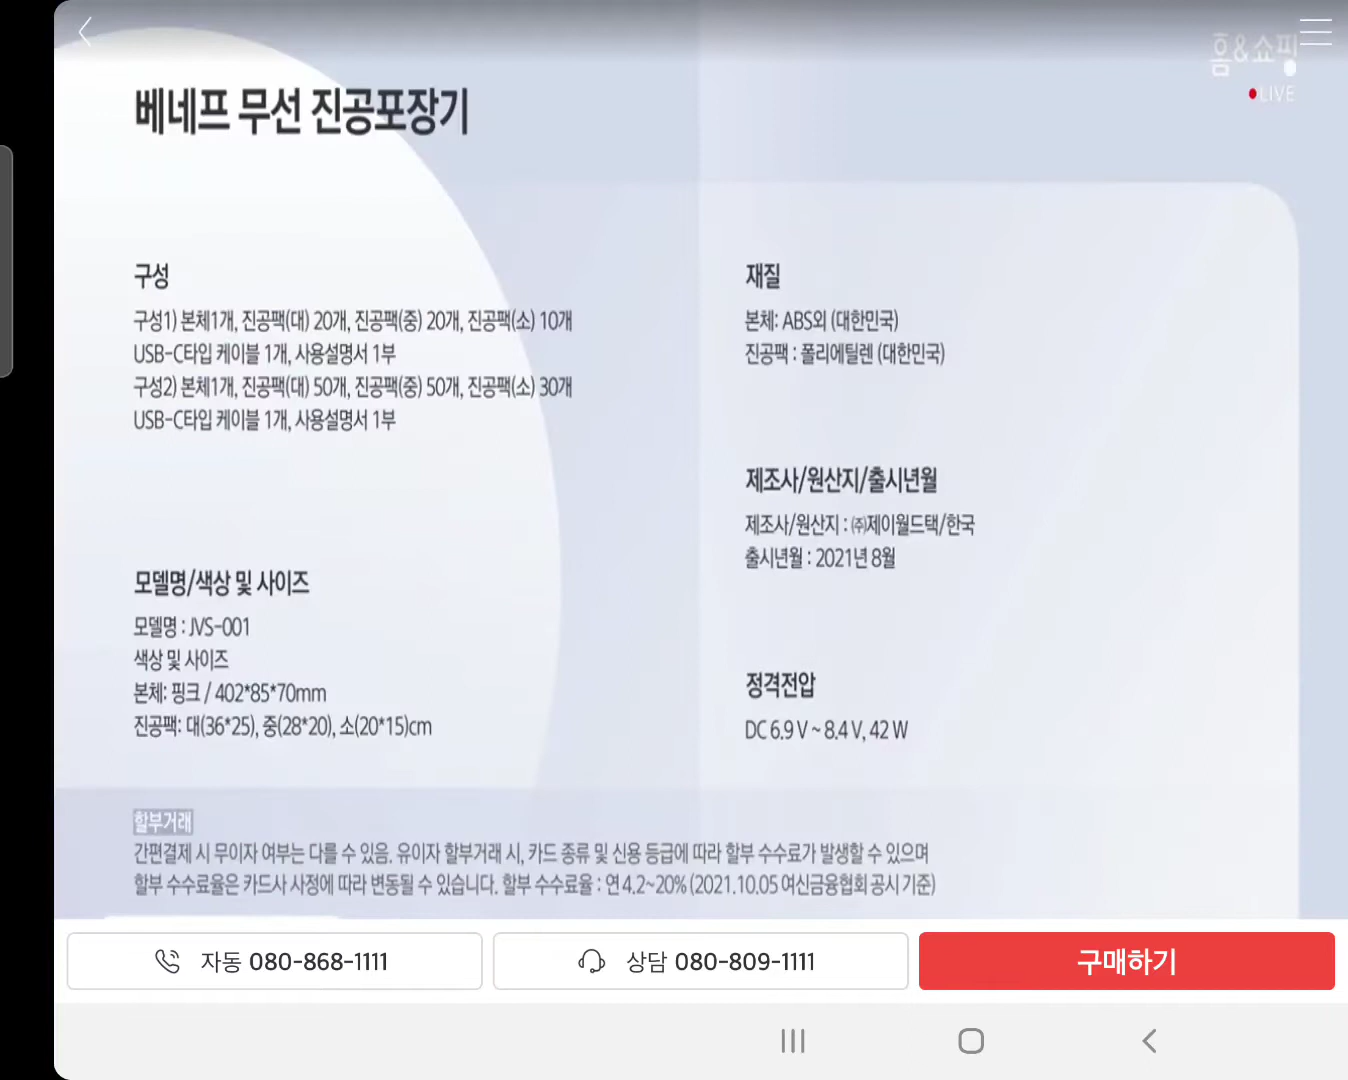 홈&쇼핑
LIVE
베네프 무선 진공포장기
구성
구성1) 본체1개, 진공팩(대) 20개, 진공팩(중) 20개, 진공팩(소) 10개
USB-C타입 케이블 1개, 사용설명서 1부
구성2) 본체1개, 진공팩(대) 50개, 진공팩(중) 50개, 진공팩(소) 30개
USB-C타입 케이블 1개, 사용설명서 1부
모델명/색상 및 사이즈
모델명 : JVS-001
색상 및 사이즈
본체: 핑크 / 402*85*70mm
진공팩: 대(36*25), 중(28*20), 소(20*15)cm
재질
본체: ABS외 (대한민국)
진공팩 : 폴리에틸렌 (대한민국)
제조사/원산지/출시년월
제조사/원산지 : ㈜제이월드택/한국
출시년월 : 2021년 8월
정격전압
DC 6.9 V ~ 8.4 V, 42 W
할부거래
간편결제 시 무이자 여부는 다를 수 있음. 유이자 할부거래 시, 카드 종류 및 신용 등급에 따라 할부 수수료가 발생할 수 있으며
할부 수수료율은 카드사 사정에 따라 변동될 수 있습니다. 할부 수수료율 : 연 4.2~20% (2021.10.05 여신금융협회 공시 기준)
자동 080-868-1111
상담 080-809-1111
구매하기